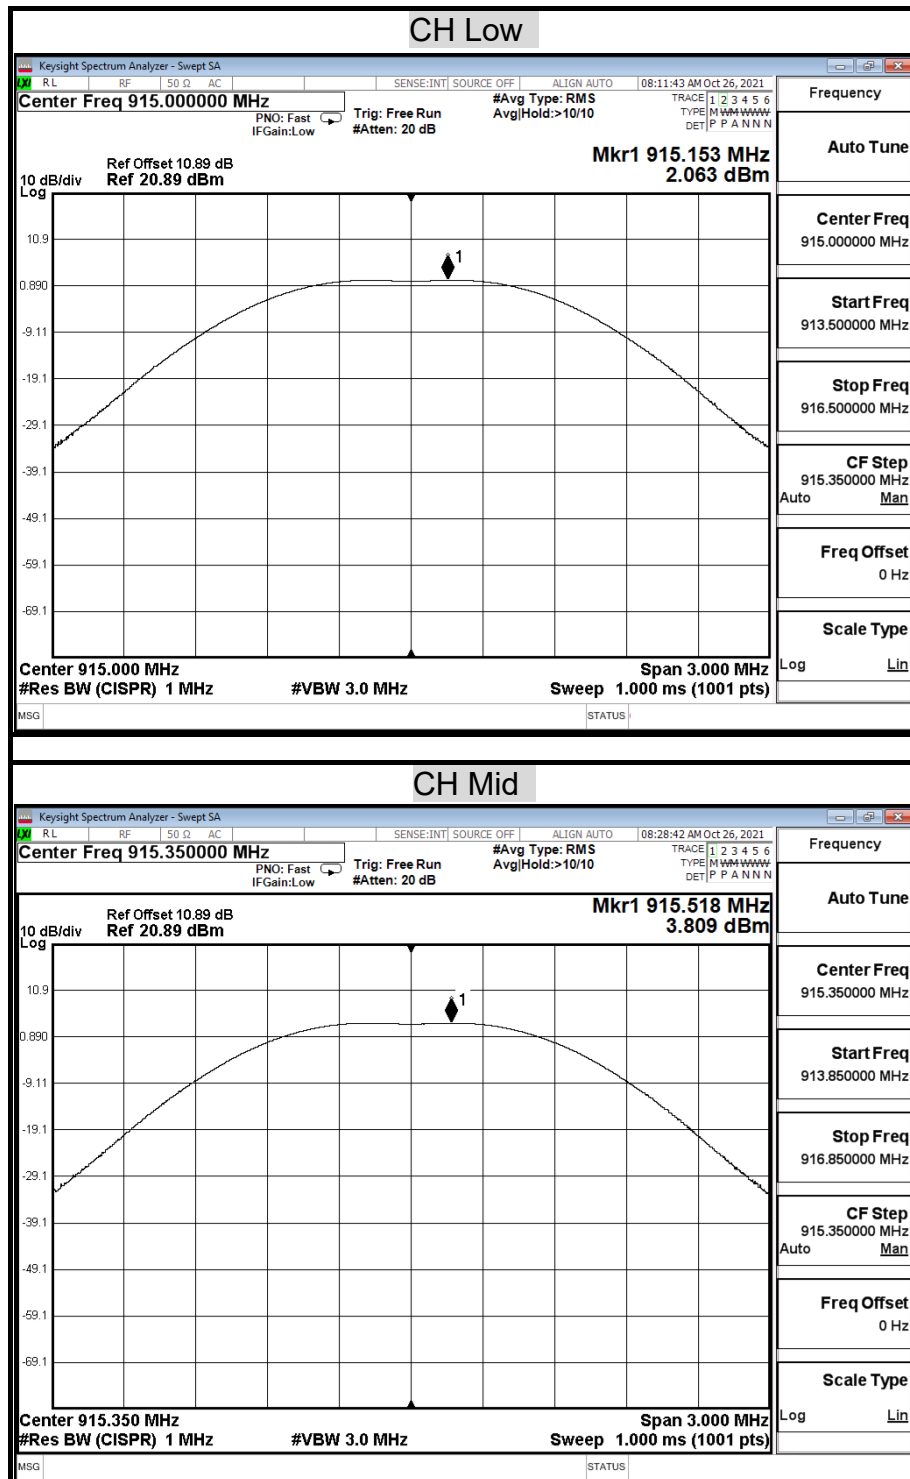 CH Low
Keysight Spectrum Analyzer - Swept SA
LXI RL RF 50 Ω AC SENSE:INT SOURCE OFF ALIGN AUTO 08:11:43 AM Oct 26, 2021
Center Freq 915.000000 MHz
#Avg Type: RMS
TRACE 1 2 3 4 5 6
PNO: Fast
Trig: Free Run
Avg|Hold:>10/10
TYPE M WM WWWW
IFGain:Low
#Atten: 20 dB
DET P P A N N N
Mkr1 915.153 MHz
2.063 dBm
Ref Offset 10.89 dB
10 dB/div Ref 20.89 dBm
Log
10.9
1
0.890
-9.11
-19.1
-29.1
-39.1
-49.1
-59.1
-69.1
Center 915.000 MHz Span 3.000 MHz
#Res BW (CISPR) 1 MHz #VBW 3.0 MHz Sweep 1.000 ms (1001 pts)
MSG STATUS
Frequency
Auto Tune
Center Freq
915.000000 MHz
Start Freq
913.500000 MHz
Stop Freq
916.500000 MHz
CF Step
915.350000 MHz
Auto Man
Freq Offset
0 Hz
Scale Type
Log Lin
CH Mid
Keysight Spectrum Analyzer - Swept SA
LXI RL RF 50 Ω AC SENSE:INT SOURCE OFF ALIGN AUTO 08:28:42 AM Oct 26, 2021
Center Freq 915.350000 MHz
#Avg Type: RMS
TRACE 1 2 3 4 5 6
PNO: Fast
Trig: Free Run
Avg|Hold:>10/10
TYPE M WM WWWW
IFGain:Low
#Atten: 20 dB
DET P P A N N N
Mkr1 915.518 MHz
3.809 dBm
Ref Offset 10.89 dB
10 dB/div Ref 20.89 dBm
Log
10.9
1
0.890
-9.11
-19.1
-29.1
-39.1
-49.1
-59.1
-69.1
Center 915.350 MHz Span 3.000 MHz
#Res BW (CISPR) 1 MHz #VBW 3.0 MHz Sweep 1.000 ms (1001 pts)
MSG STATUS
Frequency
Auto Tune
Center Freq
915.350000 MHz
Start Freq
913.850000 MHz
Stop Freq
916.850000 MHz
CF Step
915.350000 MHz
Auto Man
Freq Offset
0 Hz
Scale Type
Log Lin